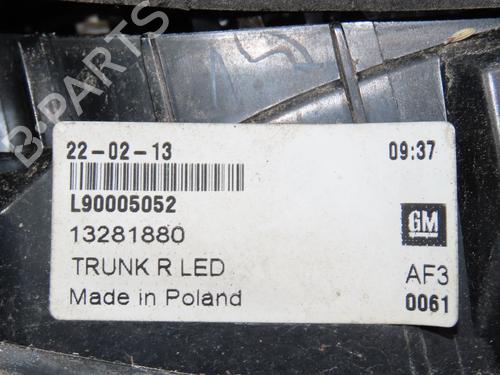 B-PARTS
22-02-13 09:37
L90005052
13281880
GM
TRUNK R LED AF3
Made in Poland 0061